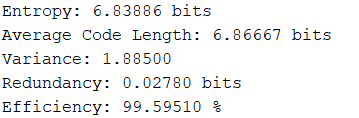 Entropy: 6.83886 bits
Average Code Length: 6.86667 bits
Variance: 1.88500
Redundancy: 0.02780 bits
Efficiency: 99.59510 %